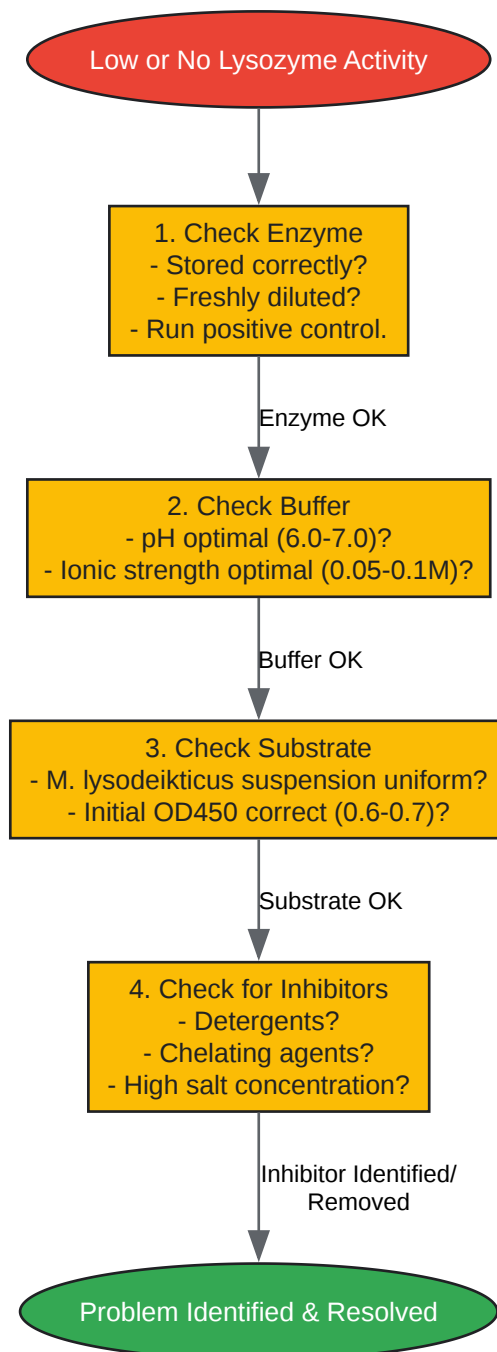 Low or No Lysozyme Activity
1. Check Enzyme
- Stored correctly?
- Freshly diluted?
- Run positive control.
Enzyme OK
2. Check Buffer
- pH optimal (6.0-7.0)?
- Ionic strength optimal (0.05-0.1M)?
Buffer OK
3. Check Substrate
- M. lysodeikticus suspension uniform?
- Initial OD450 correct (0.6-0.7)?
Substrate OK
4. Check for Inhibitors
- Detergents?
- Chelating agents?
- High salt concentration?
Inhibitor Identified/
Removed
Problem Identified & Resolved